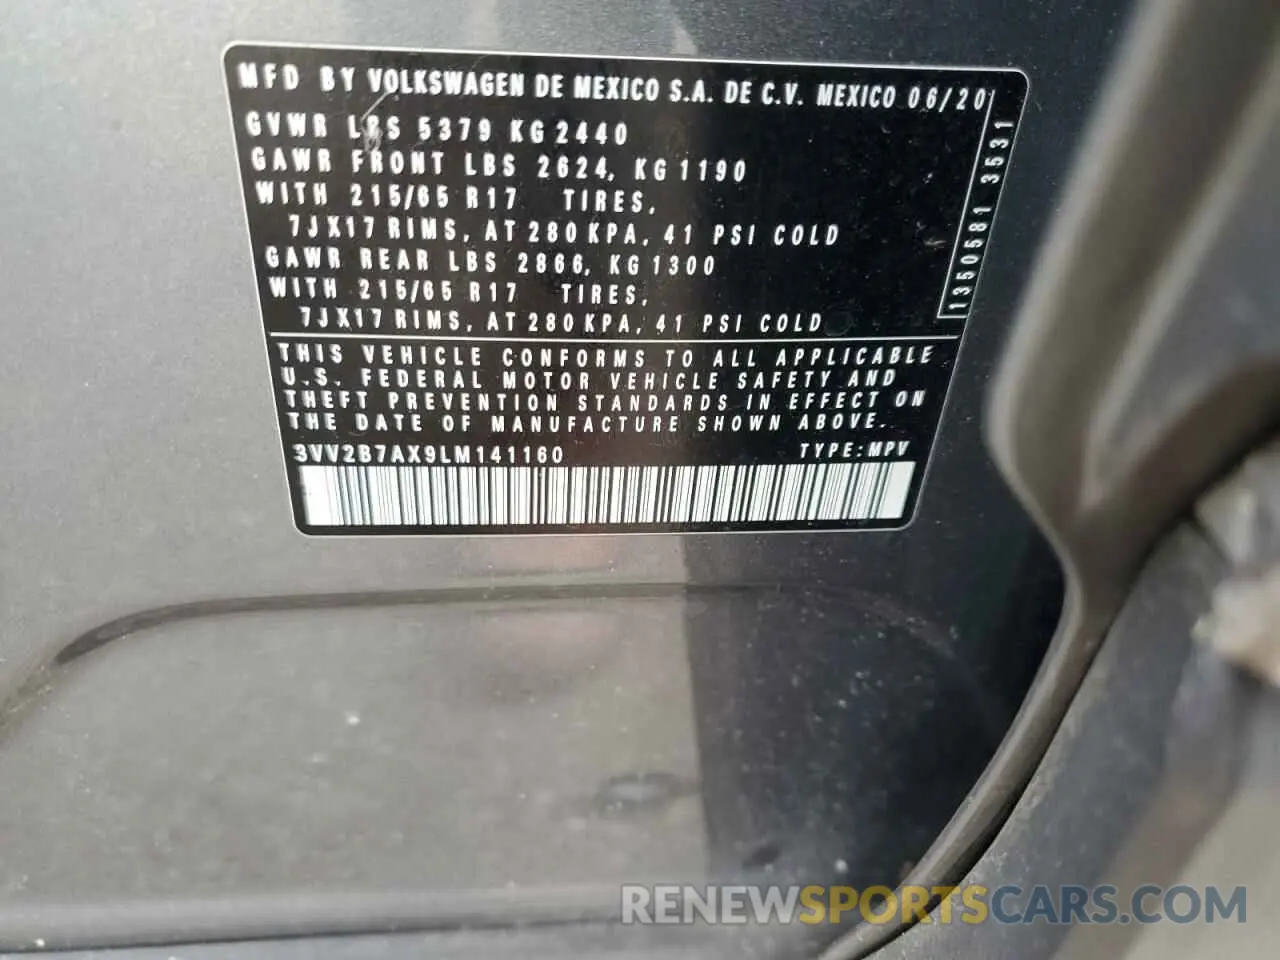 MFD BY VOLKSWAGEN DE MEXICO S.A. DE C.V. MEXICO 06/20
GVWR LBS 5379 KG 2440
GAWR FRONT LBS 2624, KG 1190
WITH 215/65 R17 TIRES,
7JX17 RIMS, AT 280 KPA, 41 PSI COLD
GAWR REAR LBS 2866, KG 1300
WITH 215/65 R17 TIRES,
7JX17 RIMS, AT 280 KPA, 41 PSI COLD
1350581 3531
THIS VEHICLE CONFORMS TO ALL APPLICABLE
U.S. FEDERAL MOTOR VEHICLE SAFETY AND
THEFT PREVENTION STANDARDS IN EFFECT ON
THE DATE OF MANUFACTURE SHOWN ABOVE.
3VV2B7AX9LM141160 TYPE:MPV
RENEWSPORTSCARS.COM